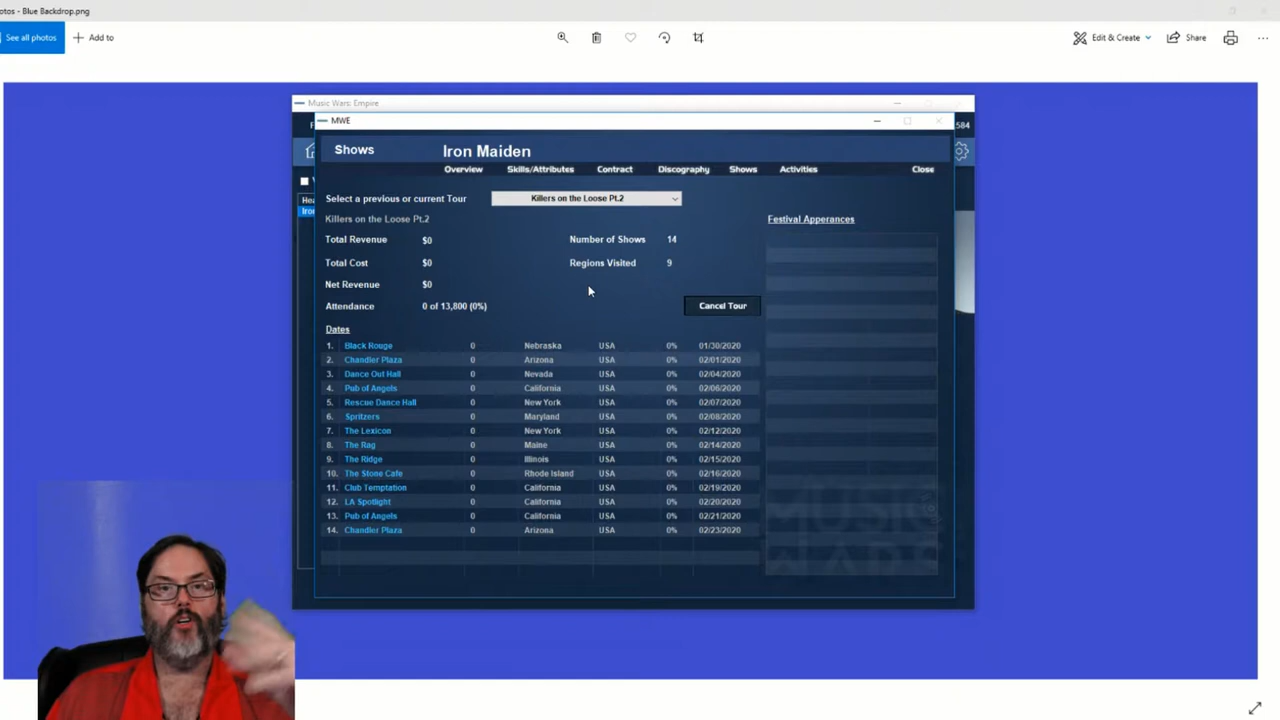 otos - Blue Backdrop.png
See all photos
Add to
Edit & Create
Share
Music Wars: Empire
MWE
584
Shows
Iron Maiden
Overview Skills/Attributes Contract Discography Shows Activities Close
Select a previous or current Tour
Killers on the Loose Pt.2
Festival Apperances
Killers on the Loose Pt.2
Total Revenue $0 Number of Shows 14
Total Cost $0 Regions Visited 9
Net Revenue $0
Attendance 0 of 13,800 (0%)
Cancel Tour
Dates
1. Black Rouge 0 Nebraska USA 0% 01/30/2020
2. Chandler Plaza 0 Arizona USA 0% 02/01/2020
3. Dance Out Hall 0 Nevada USA 0% 02/04/2020
4. Pub of Angels 0 California USA 0% 02/06/2020
5. Rescue Dance Hall 0 New York USA 0% 02/07/2020
6. Spritzers 0 Maryland USA 0% 02/08/2020
7. The Lexicon 0 New York USA 0% 02/12/2020
8. The Rag 0 Maine USA 0% 02/14/2020
9. The Ridge 0 Illinois USA 0% 02/15/2020
10. The Stone Cafe 0 Rhode Island USA 0% 02/16/2020
11. Club Temptation 0 California USA 0% 02/19/2020
12. LA Spotlight 0 California USA 0% 02/20/2020
13. Pub of Angels 0 California USA 0% 02/21/2020
14. Chandler Plaza 0 Arizona USA 0% 02/23/2020